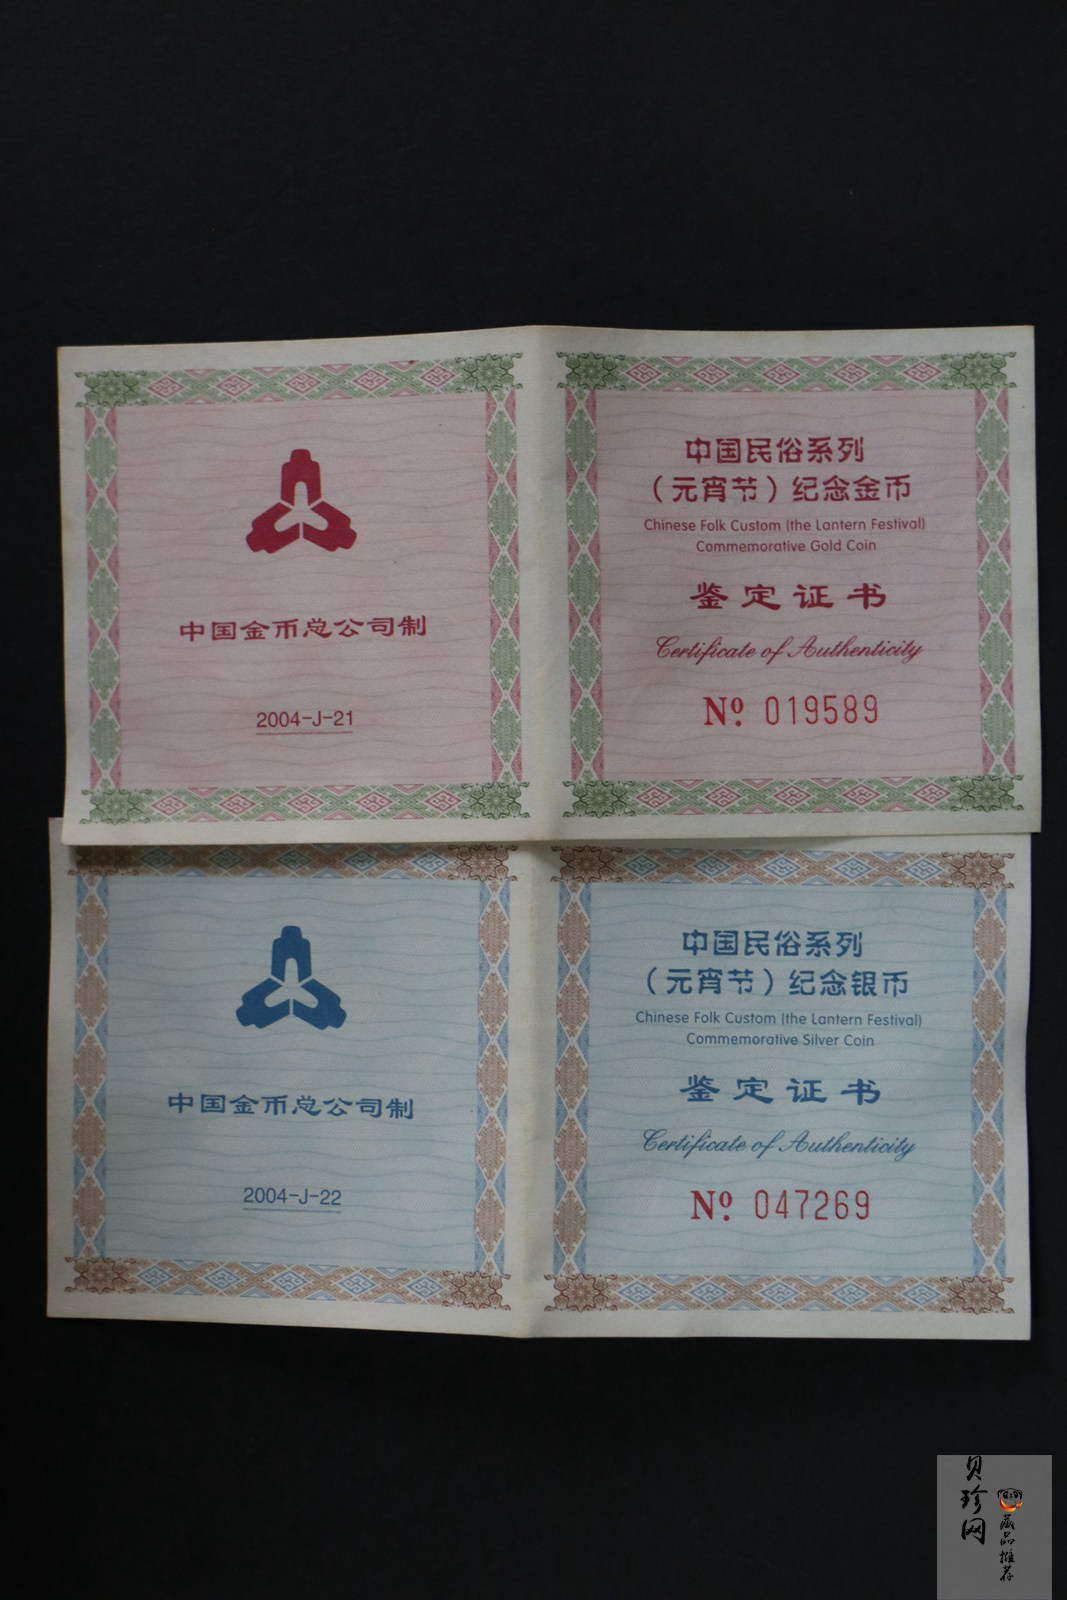 中国金币总公司制
2004-J-21
中国民俗系列
（元宵节）纪念金币
Chinese Folk Custom (the Lantern Festival)
Commemorative Gold Coin
鉴定证书
Certificate of Authenticity
Nº 019589
中国金币总公司制
2004-J-22
中国民俗系列
（元宵节）纪念银币
Chinese Folk Custom (the Lantern Festival)
Commemorative Silver Coin
鉴定证书
Certificate of Authenticity
Nº 047269
贝珍网
藏品推荐